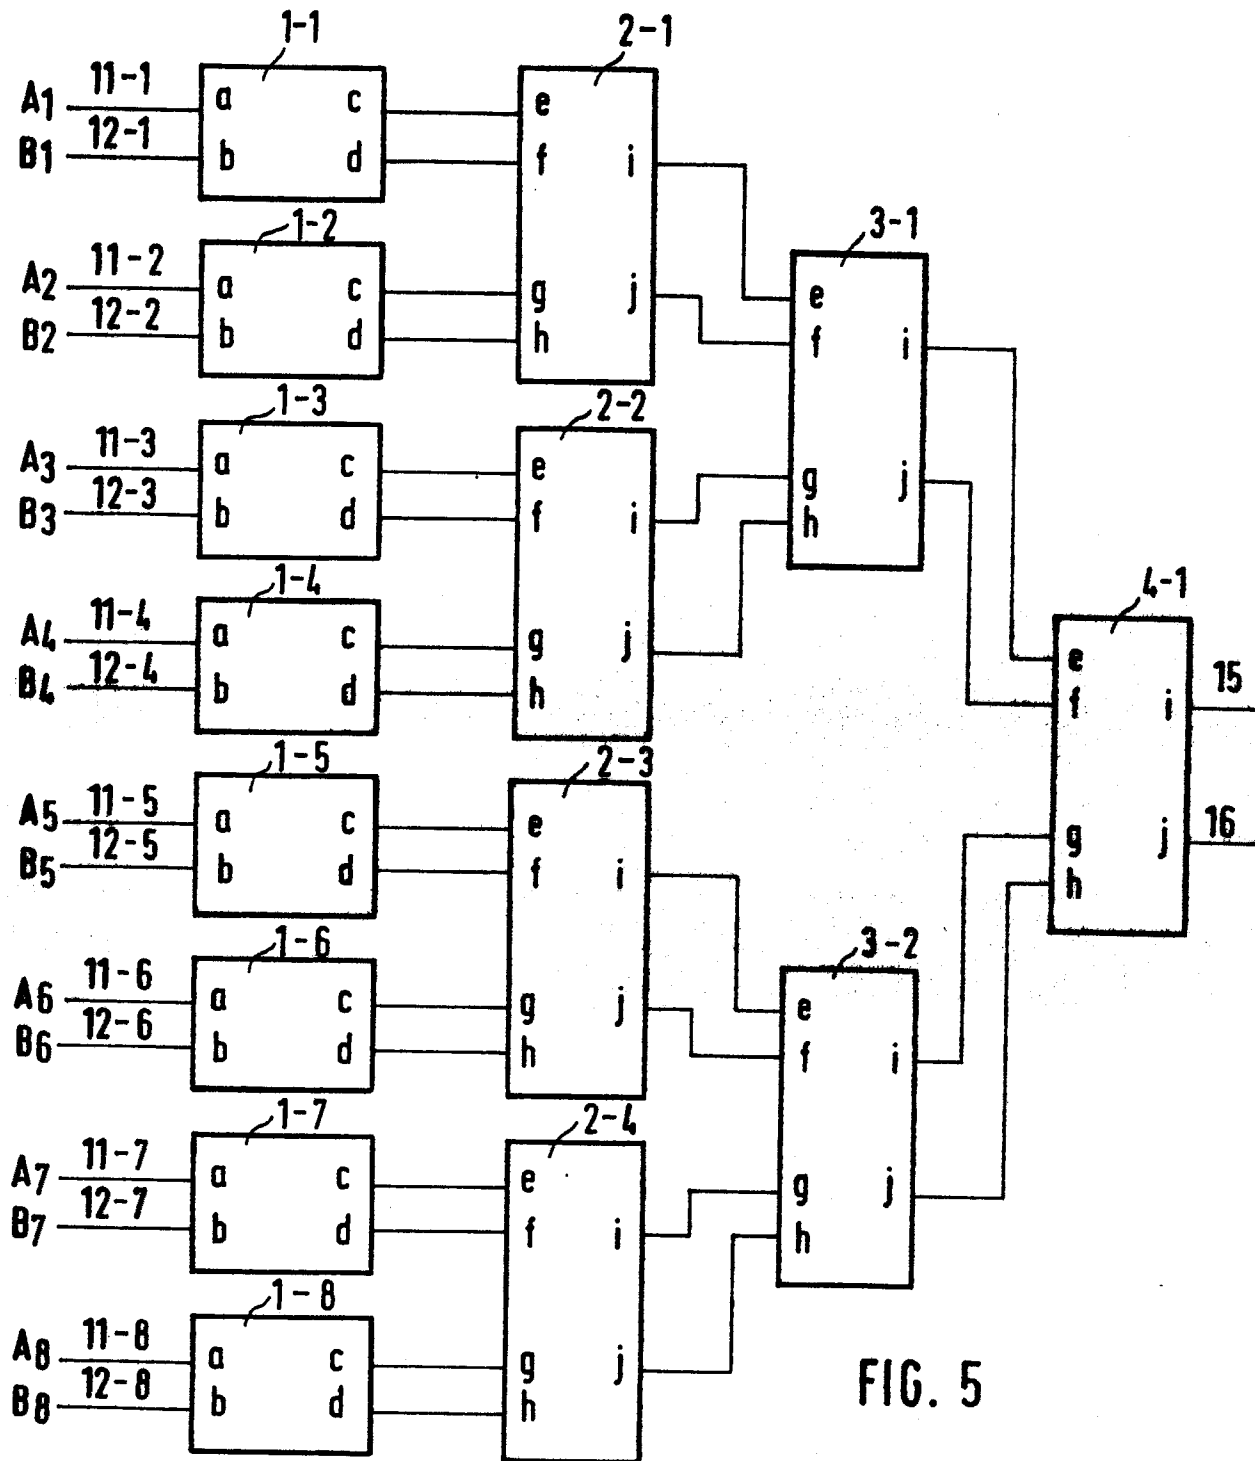 1-1
2-1
A1 11-1 a c e
B1 12-1 b d f i
1-2
3-1
A2 11-2 a c g j e
B2 12-2 b d h f i
1-3
2-2
A3 11-3 a c e g j
B3 12-3 b d f i h
1-4
4-1
A4 11-4 a c g j e 15
B4 12-4 b d h f i
1-5
2-3
A5 11-5 a c e g j 16
B5 12-5 b d f i h
1-6
3-2
A6 11-6 a c g j e
B6 12-6 b d h f i
1-7
2-4
A7 11-7 a c e g j
B7 12-7 b d f i h
1-8
A8 11-8 a c g j
B8 12-8 b d h
FIG. 5